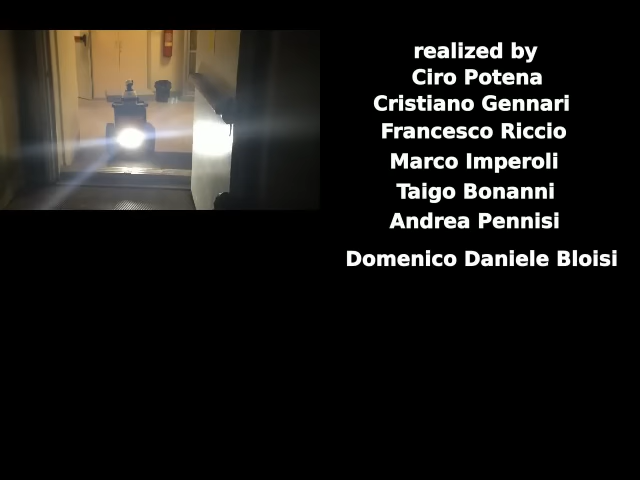 realized by
Ciro Potena
Cristiano Gennari
Francesco Riccio
Marco Imperoli
Taigo Bonanni
Andrea Pennisi
Domenico Daniele Bloisi